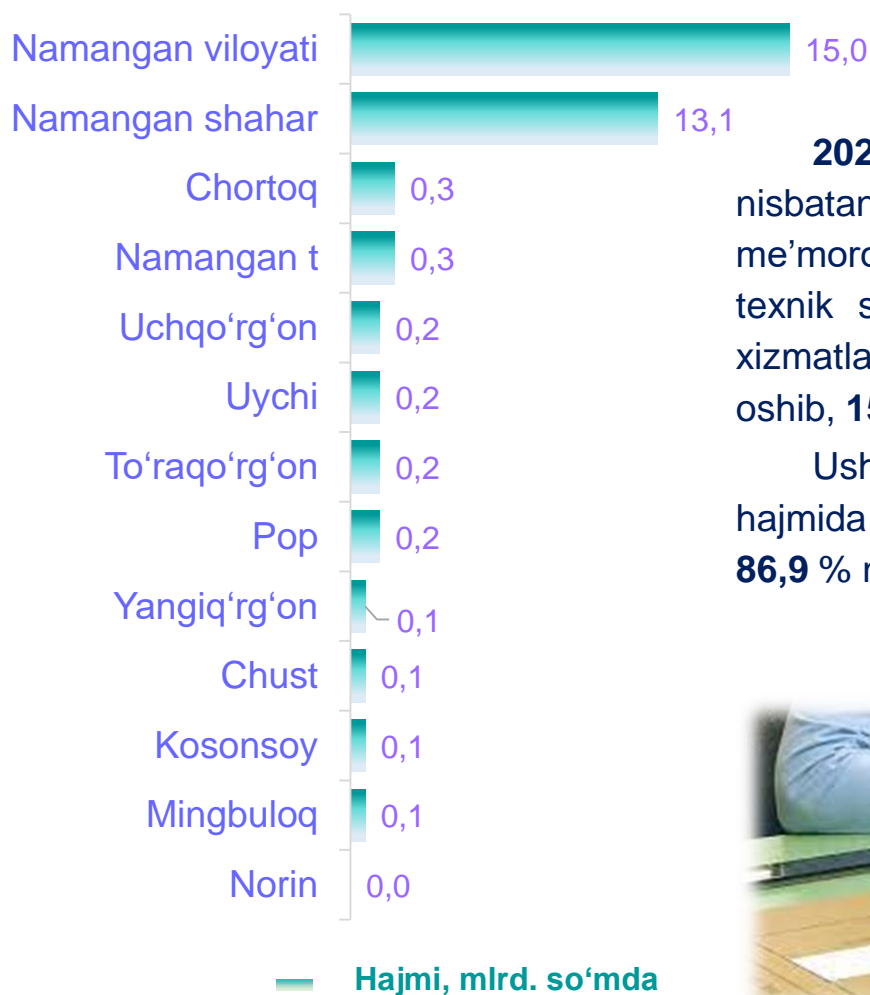 Namangan viloyati 15,0
Namangan shahar 13,1
Chortoq 0,3
Namangan t 0,3
Uchqo‘rg‘on 0,2
Uychi 0,2
To‘raqo‘rg‘on 0,2
Pop 0,2
Yangiq‘rg‘on 0,1
Chust 0,1
Kosonsoy 0,1
Mingbuloq 0,1
Norin 0,0
Hajmi, mlrd. so‘mda
202
nisbatan
me’moro
texnik s
xizmatla
oshib, 15
Ush
hajmida
86,9 %